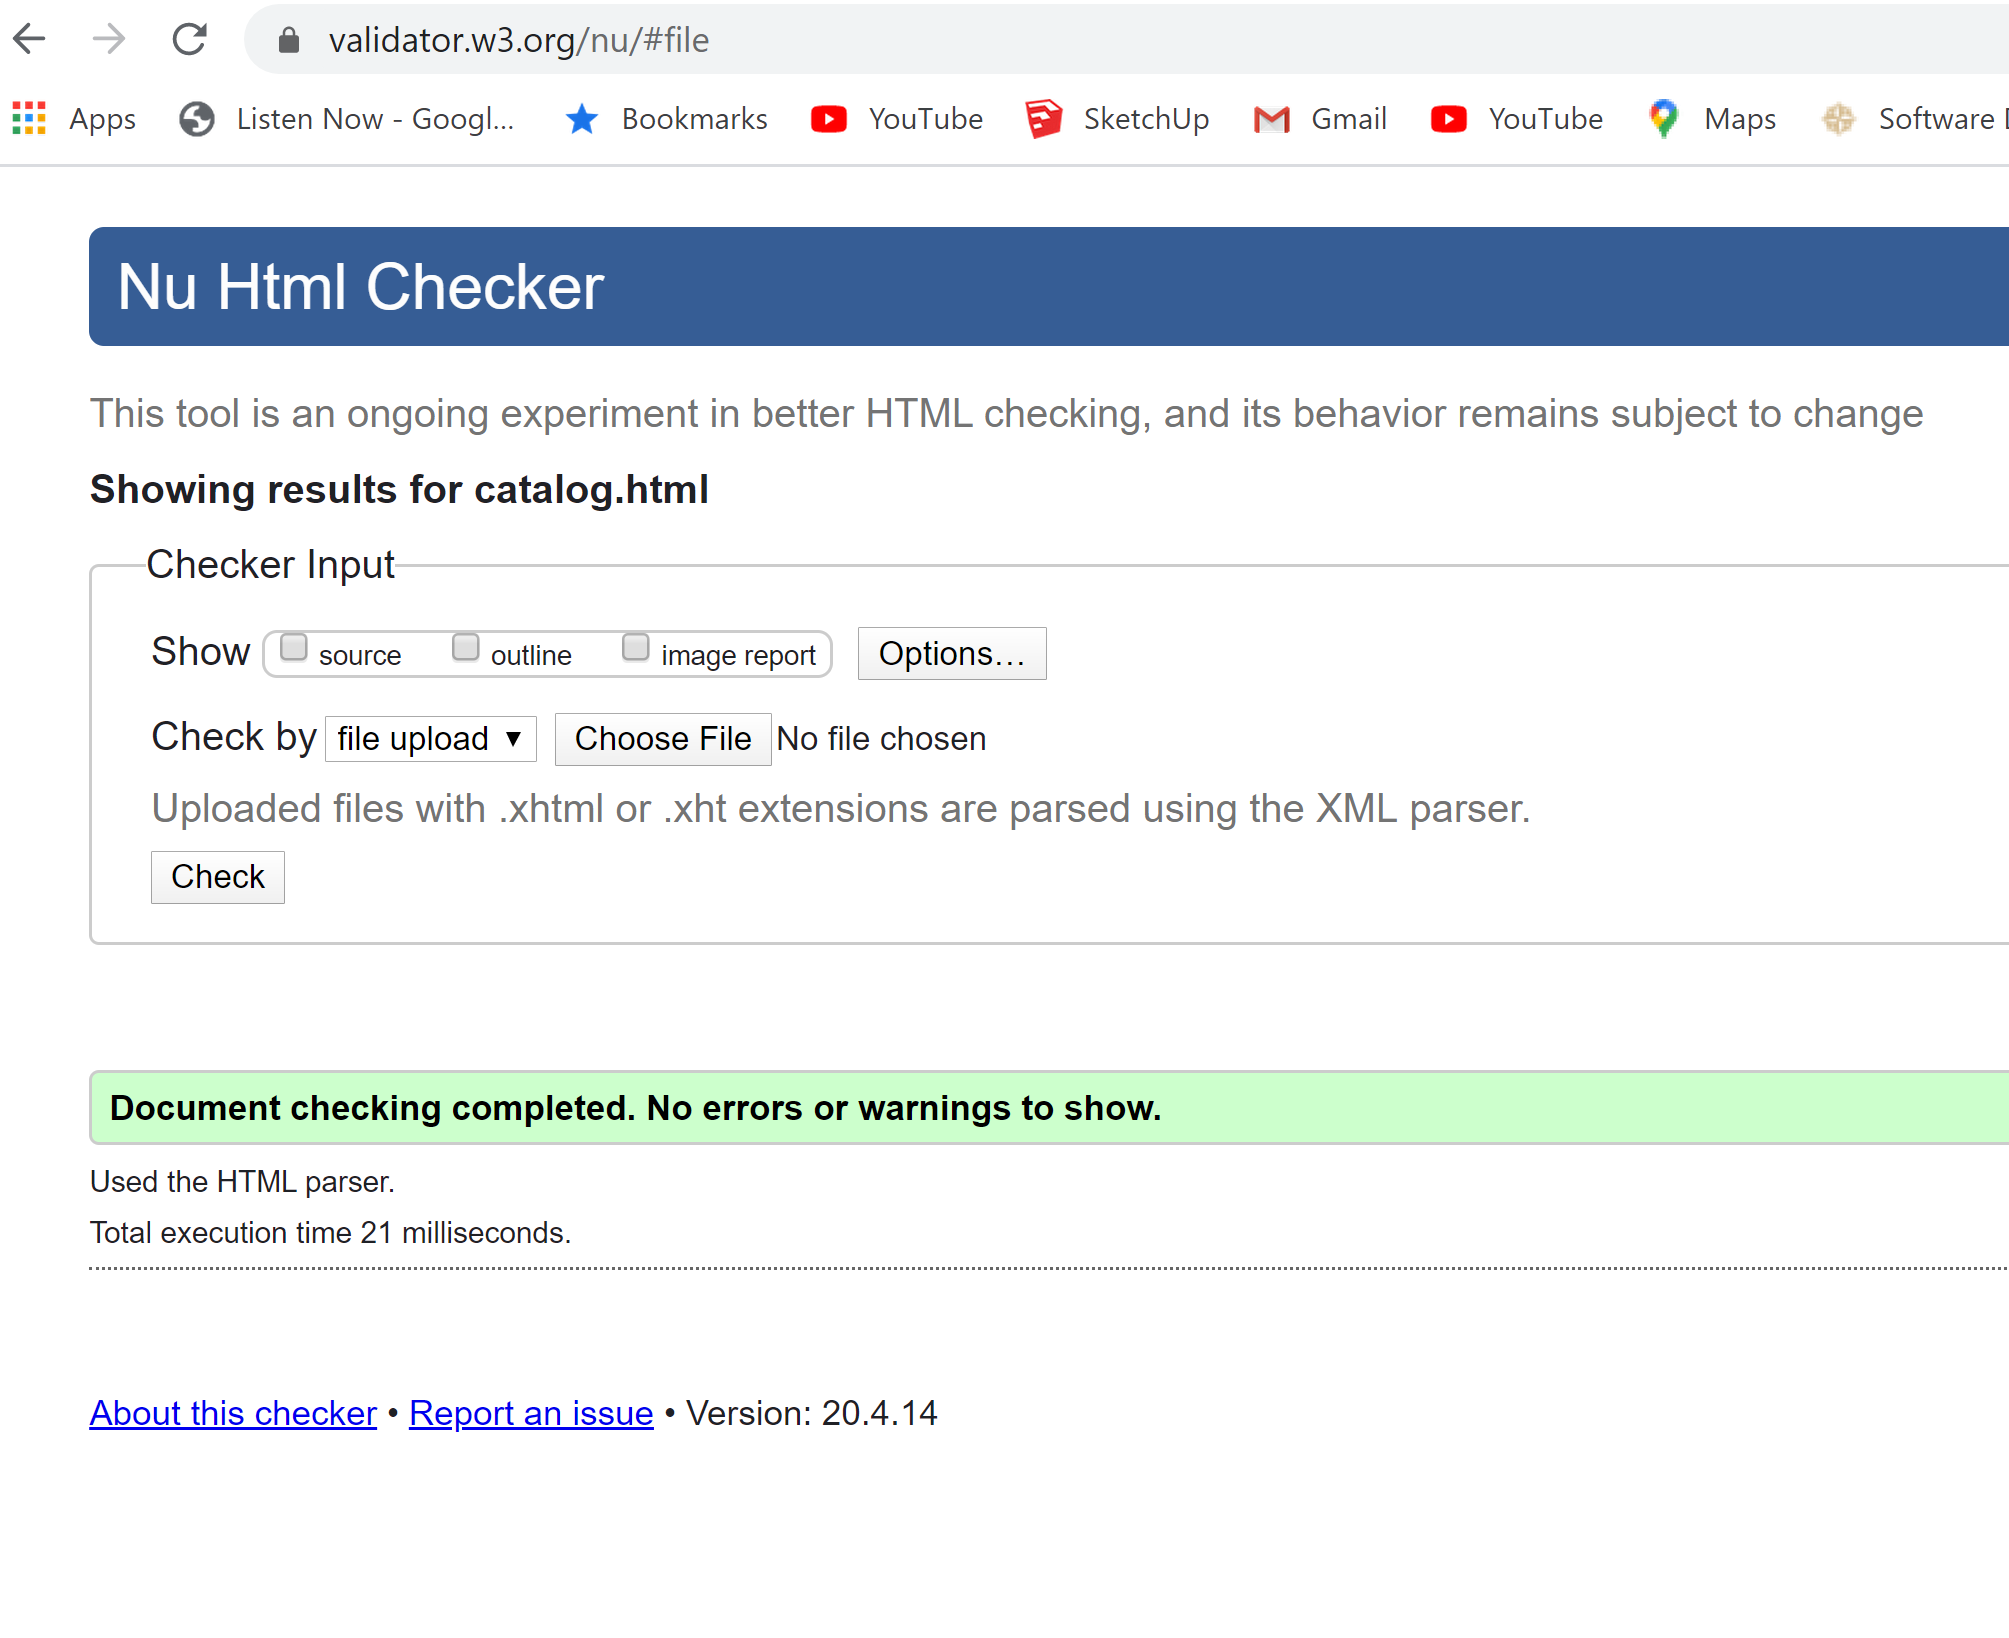 validator.w3.org/nu/#file
Apps Listen Now - Googl... Bookmarks YouTube SketchUp Gmail YouTube Maps Software
Nu Html Checker
This tool is an ongoing experiment in better HTML checking, and its behavior remains subject to change
Showing results for catalog.html
Checker Input
Show source outline image report Options…
Check by file upload Choose File No file chosen
Uploaded files with .xhtml or .xht extensions are parsed using the XML parser.
Check
Document checking completed. No errors or warnings to show.
Used the HTML parser.
Total execution time 21 milliseconds.
About this checker • Report an issue • Version: 20.4.14